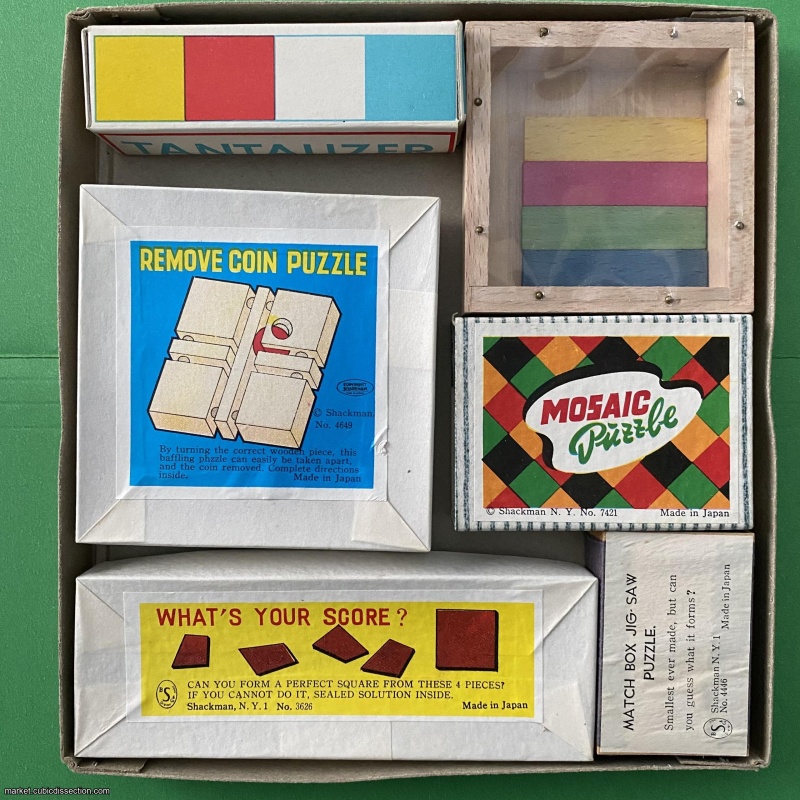 TANTALIZER
REMOVE COIN PUZZLE
© Shackman
No. 4649
By turning the correct wooden piece, this
baffling phzzle can easily be taken apart,
and the coin removed. Complete directions
inside. Made in Japan
MOSAIC
Puzzle
© Shackman N. Y. No. 7421 Made in Japan
WHAT'S YOUR SCORE?
CAN YOU FORM A PERFECT SQUARE FROM THESE 4 PIECES?
IF YOU CANNOT DO IT, SEALED SOLUTION INSIDE.
BS
Shackman, N. Y. 1 No. 3626 Made in Japan
MATCH BOX JIG-SAW
PUZZLE.
Smallest ever made, but can
you guess what it forms?
BS
Shackman N. Y. 1 Made in Japan
No. 4446
market.cubicdissection.com